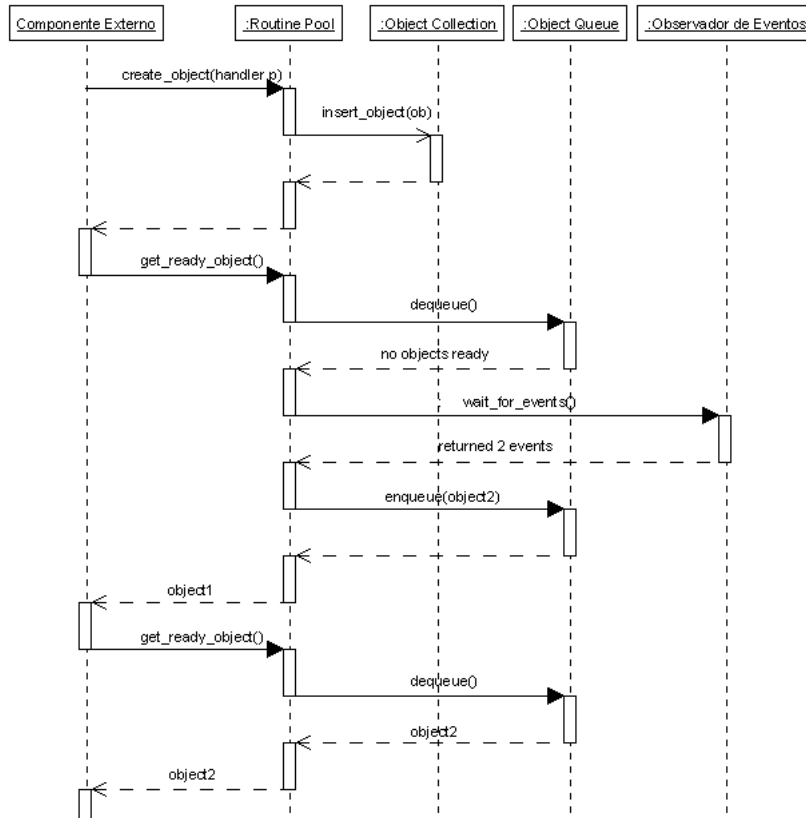 Componente Externo
:Routine Pool
:Object Collection
:Object Queue
:Observador de Eventos
create_object(handler p)
insert_object(ob)
get_ready_object()
dequeue()
no objects ready
wait_for_events()
returned 2 events
enqueue(object2)
object1
get_ready_object()
dequeue()
object2
object2